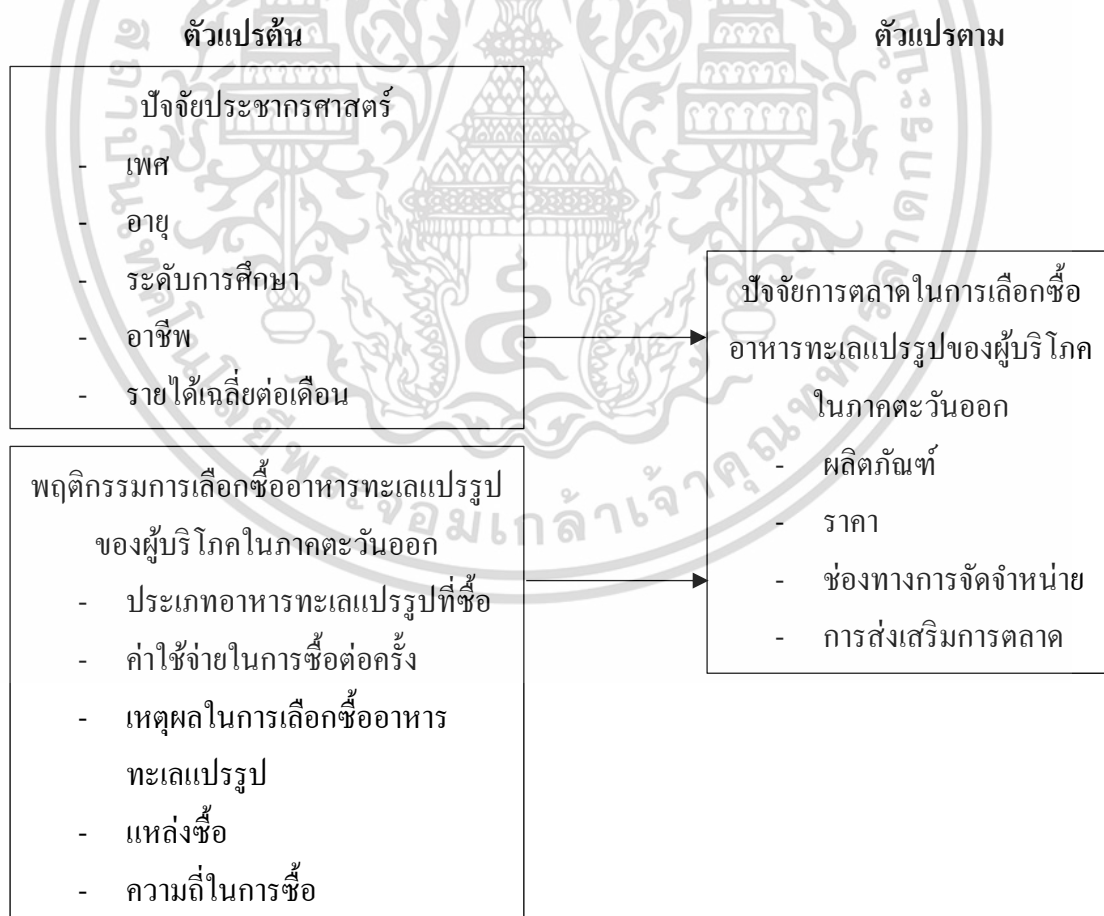 ตัวแปรต้น
ปัจจัยประชากรศาสตร์
- เพศ
- อายุ
- ระดับการศึกษา
- อาชีพ
- รายได้เฉลี่ยต่อเดือน
พฤติกรรมการเลือกซื้ออาหารทะเลแปรรูป
ของผู้บริโภคในภาคตะวันออก
- ประเภทอาหารทะเลแปรรูปที่ซื้อ
- ค่าใช้จ่ายในการซื้อต่อครั้ง
- เหตุผลในการเลือกซื้ออาหาร
ทะเลแปรรูป
- แหล่งซื้อ
- ความถี่ในการซื้อ
ตัวแปรตาม
ปัจจัยการตลาดในการเลือกซื้อ
อาหารทะเลแปรรูปของผู้บริโภค
ในภาคตะวันออก
- ผลิตภัณฑ์
- ราคา
- ช่องทางการจัดจำหน่าย
- การส่งเสริมการตลาด